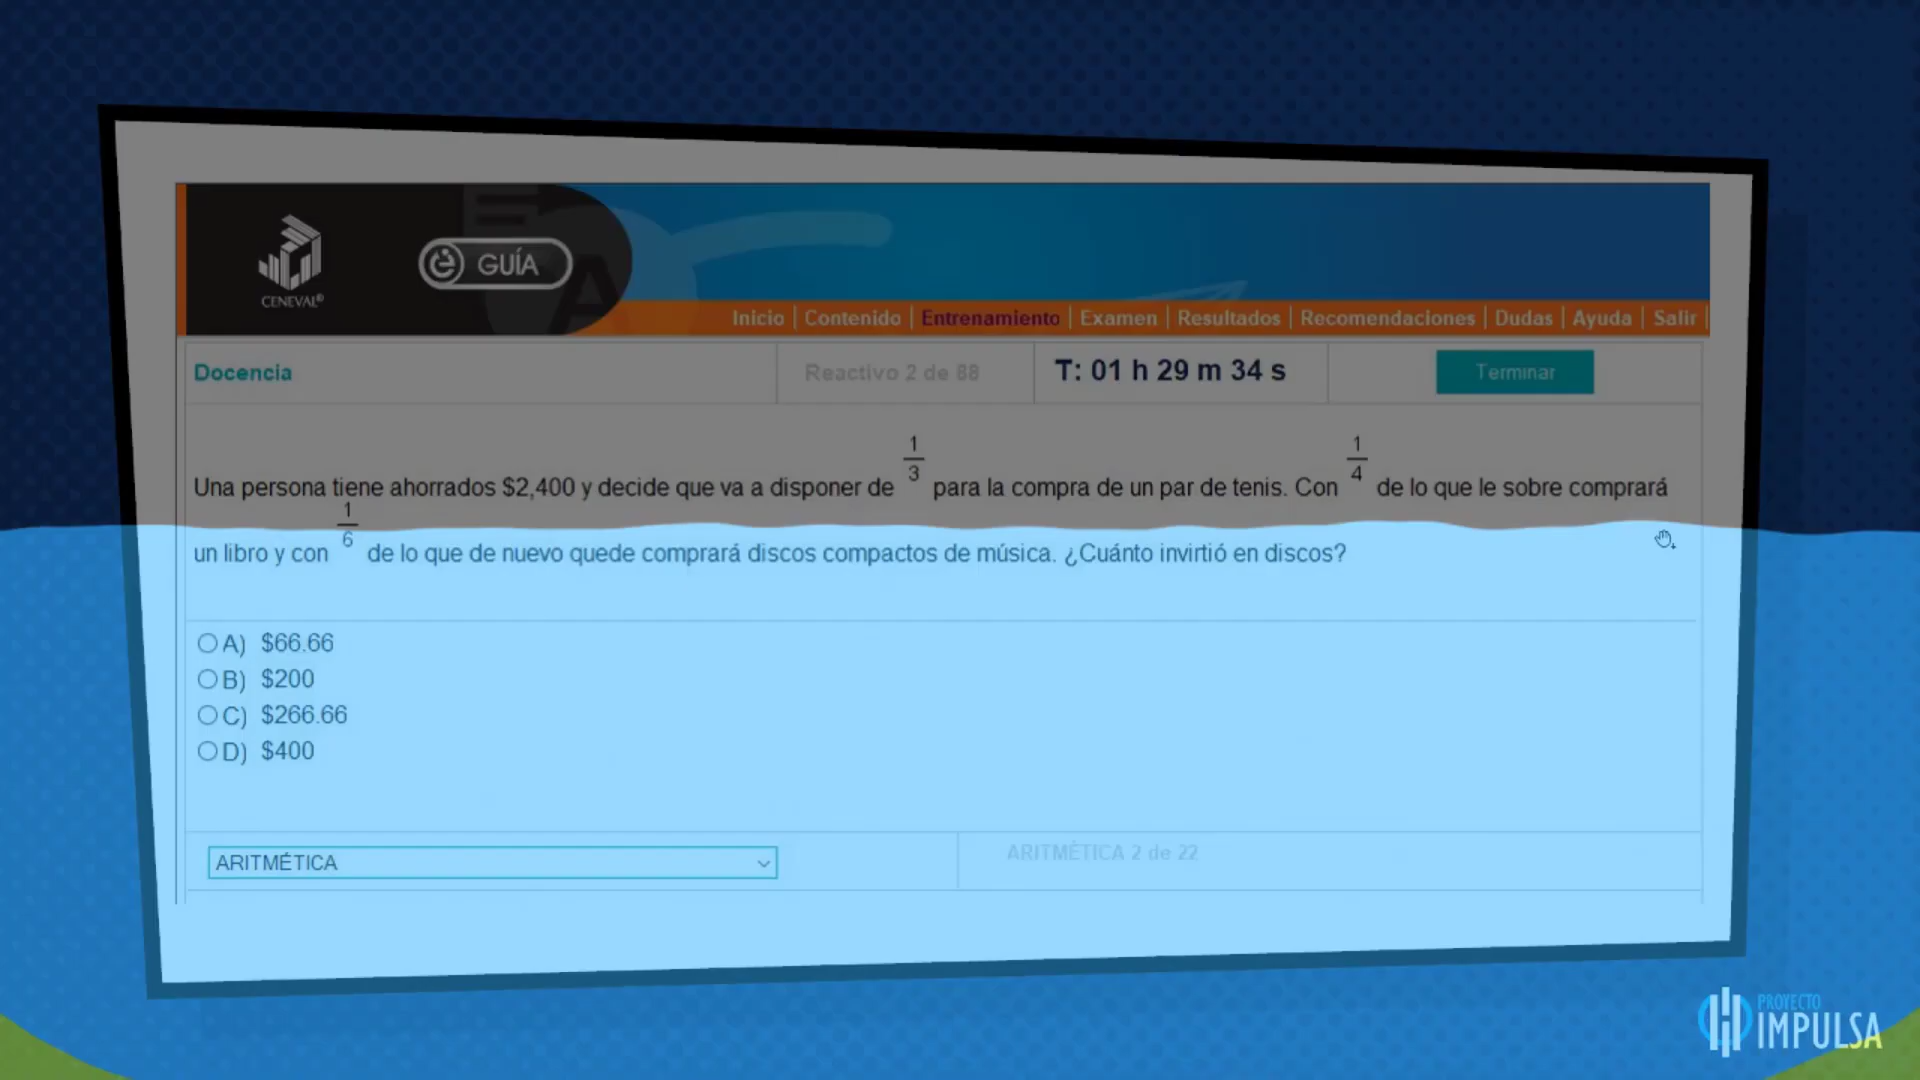 CENEVAL®
GUÍA
Inicio | Contenido | Entrenamiento | Examen | Resultados | Recomendaciones | Dudas | Ayuda | Salir |
Docencia
Reactivo 2 de 88
T: 01 h 29 m 34 s
Terminar
Una persona tiene ahorrados $2,400 y decide que va a disponer de 1/3 para la compra de un par de tenis. Con 1/4 de lo que le sobre comprará
un libro y con 1/6 de lo que de nuevo quede comprará discos compactos de música. ¿Cuánto invirtió en discos?
A) $66.66
B) $200
C) $266.66
D) $400
ARITMÉTICA
ARITMÉTICA 2 de 22
PROYECTO
IMPULSA